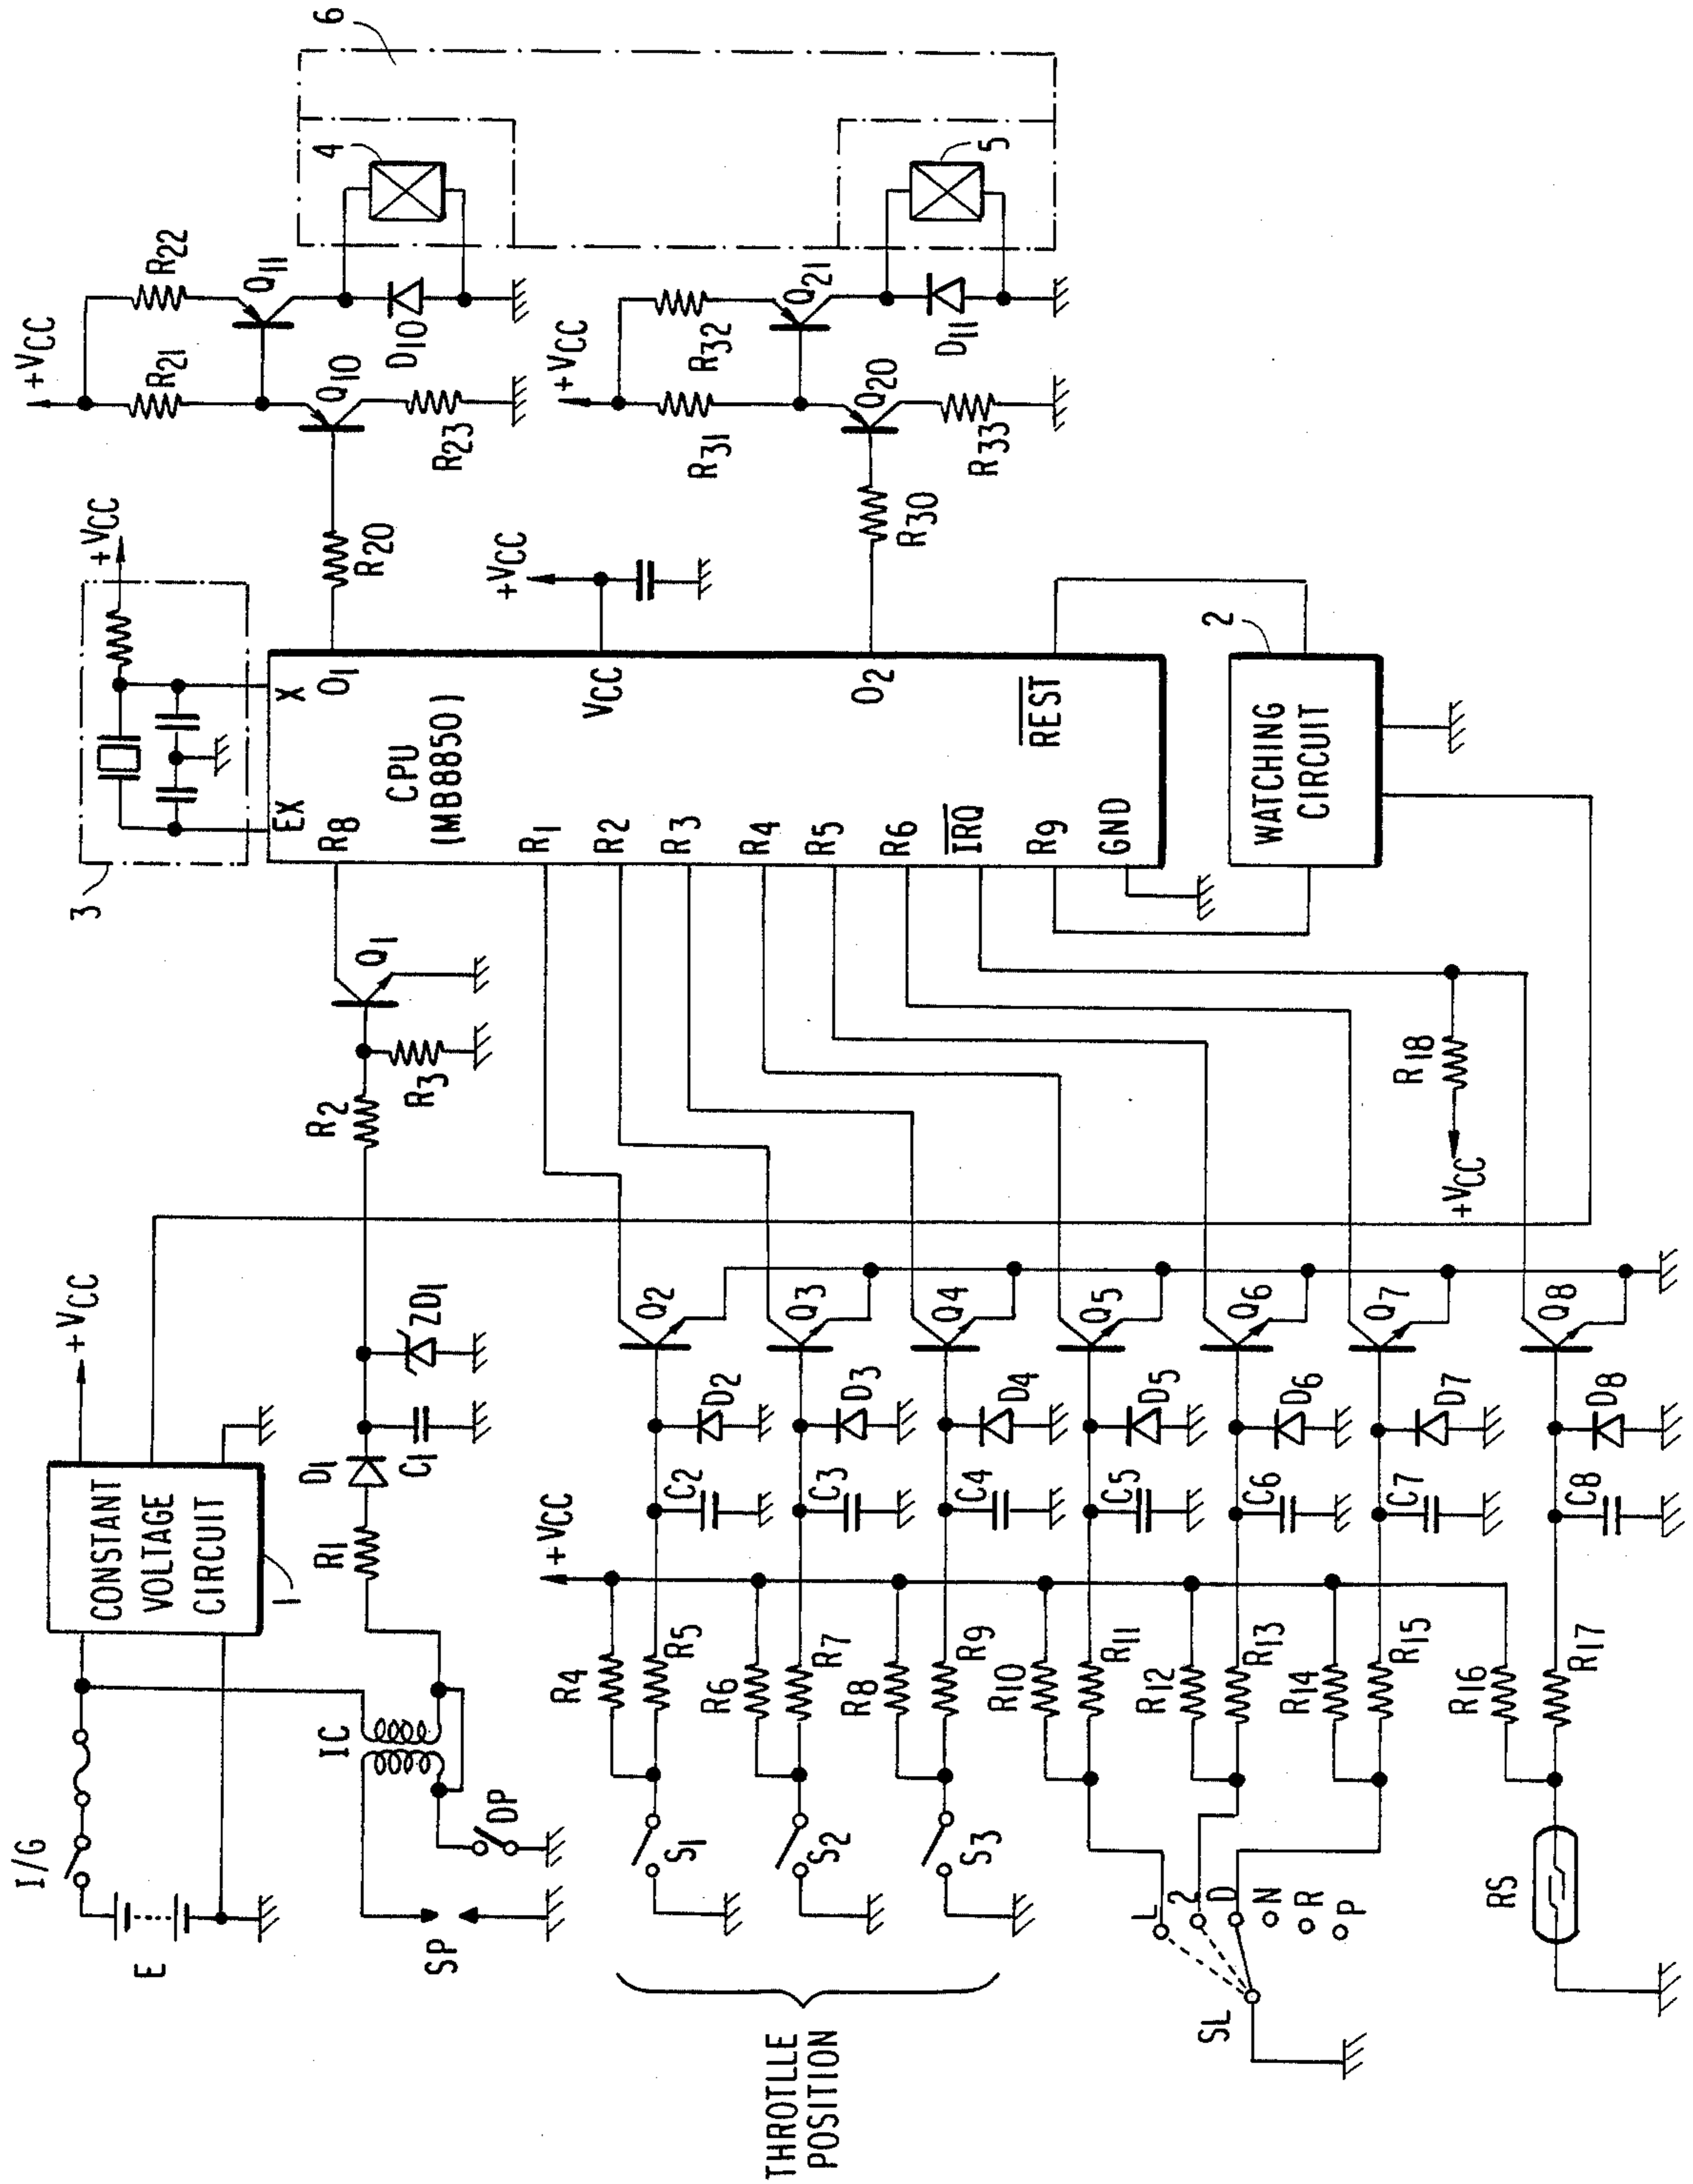 I/G
E
CONSTANT
VOLTAGE
CIRCUIT
1
+VCC
3
+VCC
+VCC
R21
R22
Q11
Q10
R23
D10
4
6
SP
DP
IC
R1
D1
C1
ZD1
R2
R3
Q1
EX
X
R8
O1
R20
CPU
(MB8850)
R1
R2
R3
R4
R5
R6
IRQ
R9
GND
VCC
O2
REST
+VCC
R30
+VCC
R31
R32
Q21
Q20
R33
D11
5
THROTLLE
POSITION
S1
S2
S3
+VCC
R4
R5
C2
D2
Q2
R6
R7
C3
D3
Q3
R8
R9
C4
D4
Q4
SL
L
2
D
N
R
P
R10
R11
C5
D5
Q5
R12
R13
C6
D6
Q6
R14
R15
C7
D7
Q7
RS
R16
R17
C8
D8
Q8
R18
+VCC
WATCHING
CIRCUIT
2